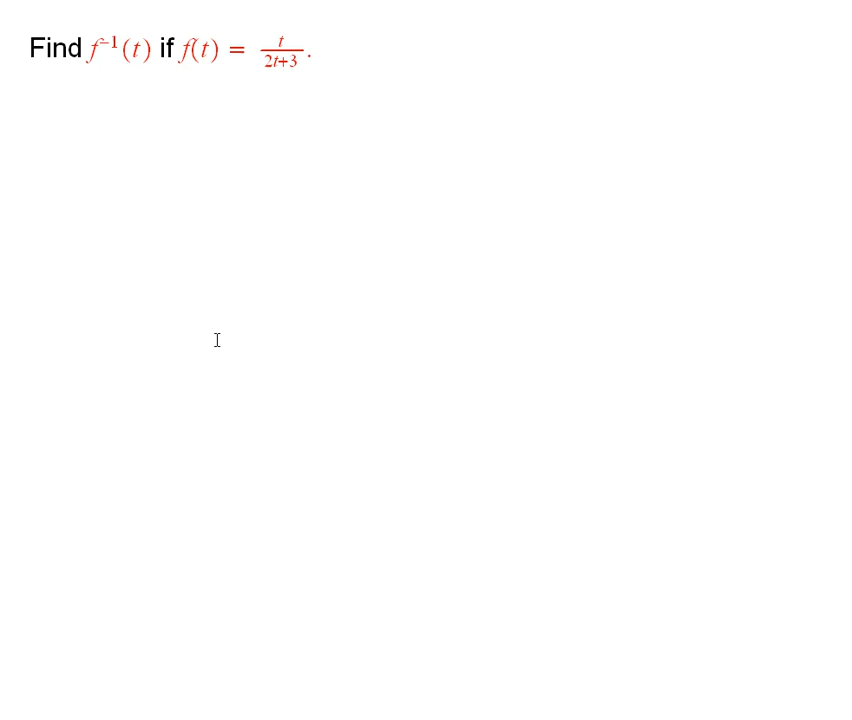 Find f⁻¹(t) if f(t) = t/(2t+3).